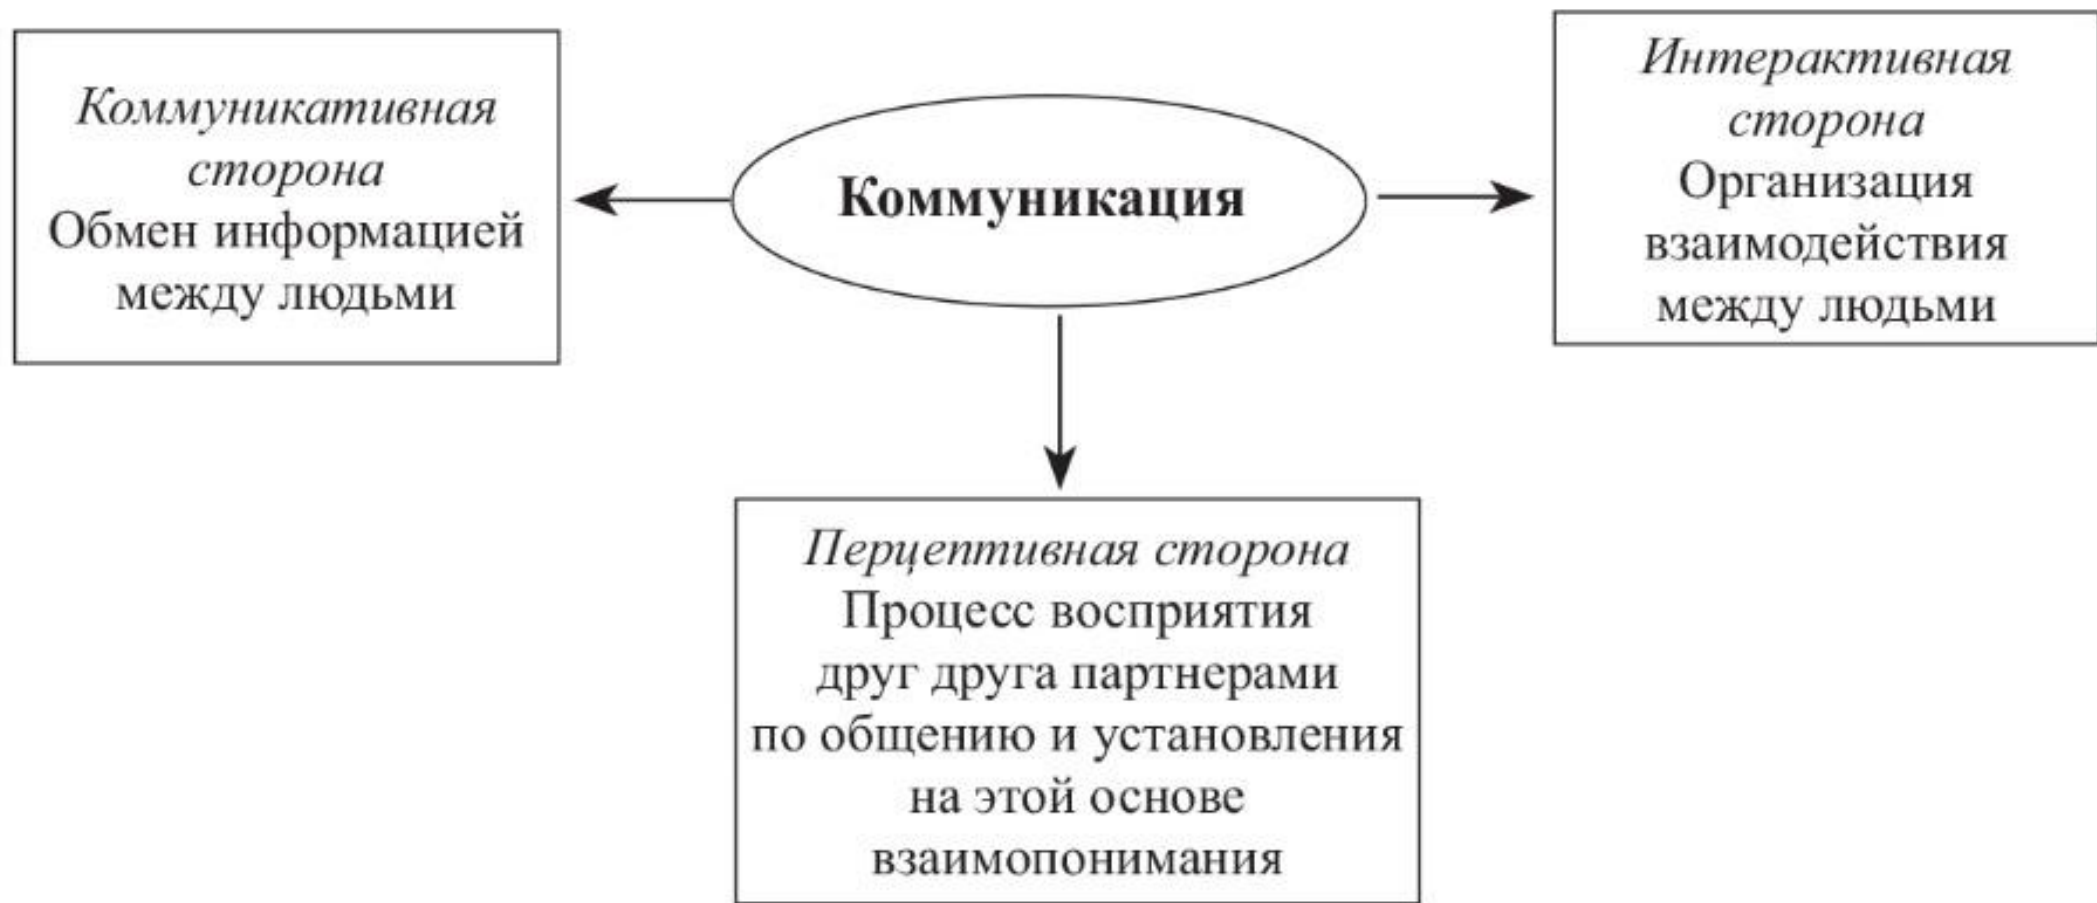 Коммуникативная
сторона
Обмен информацией
между людьми
Коммуникация
Интерактивная
сторона
Организация
взаимодействия
между людьми
Перцептивная сторона
Процесс восприятия
друг друга партнерами
по общению и установления
на этой основе
взаимопонимания